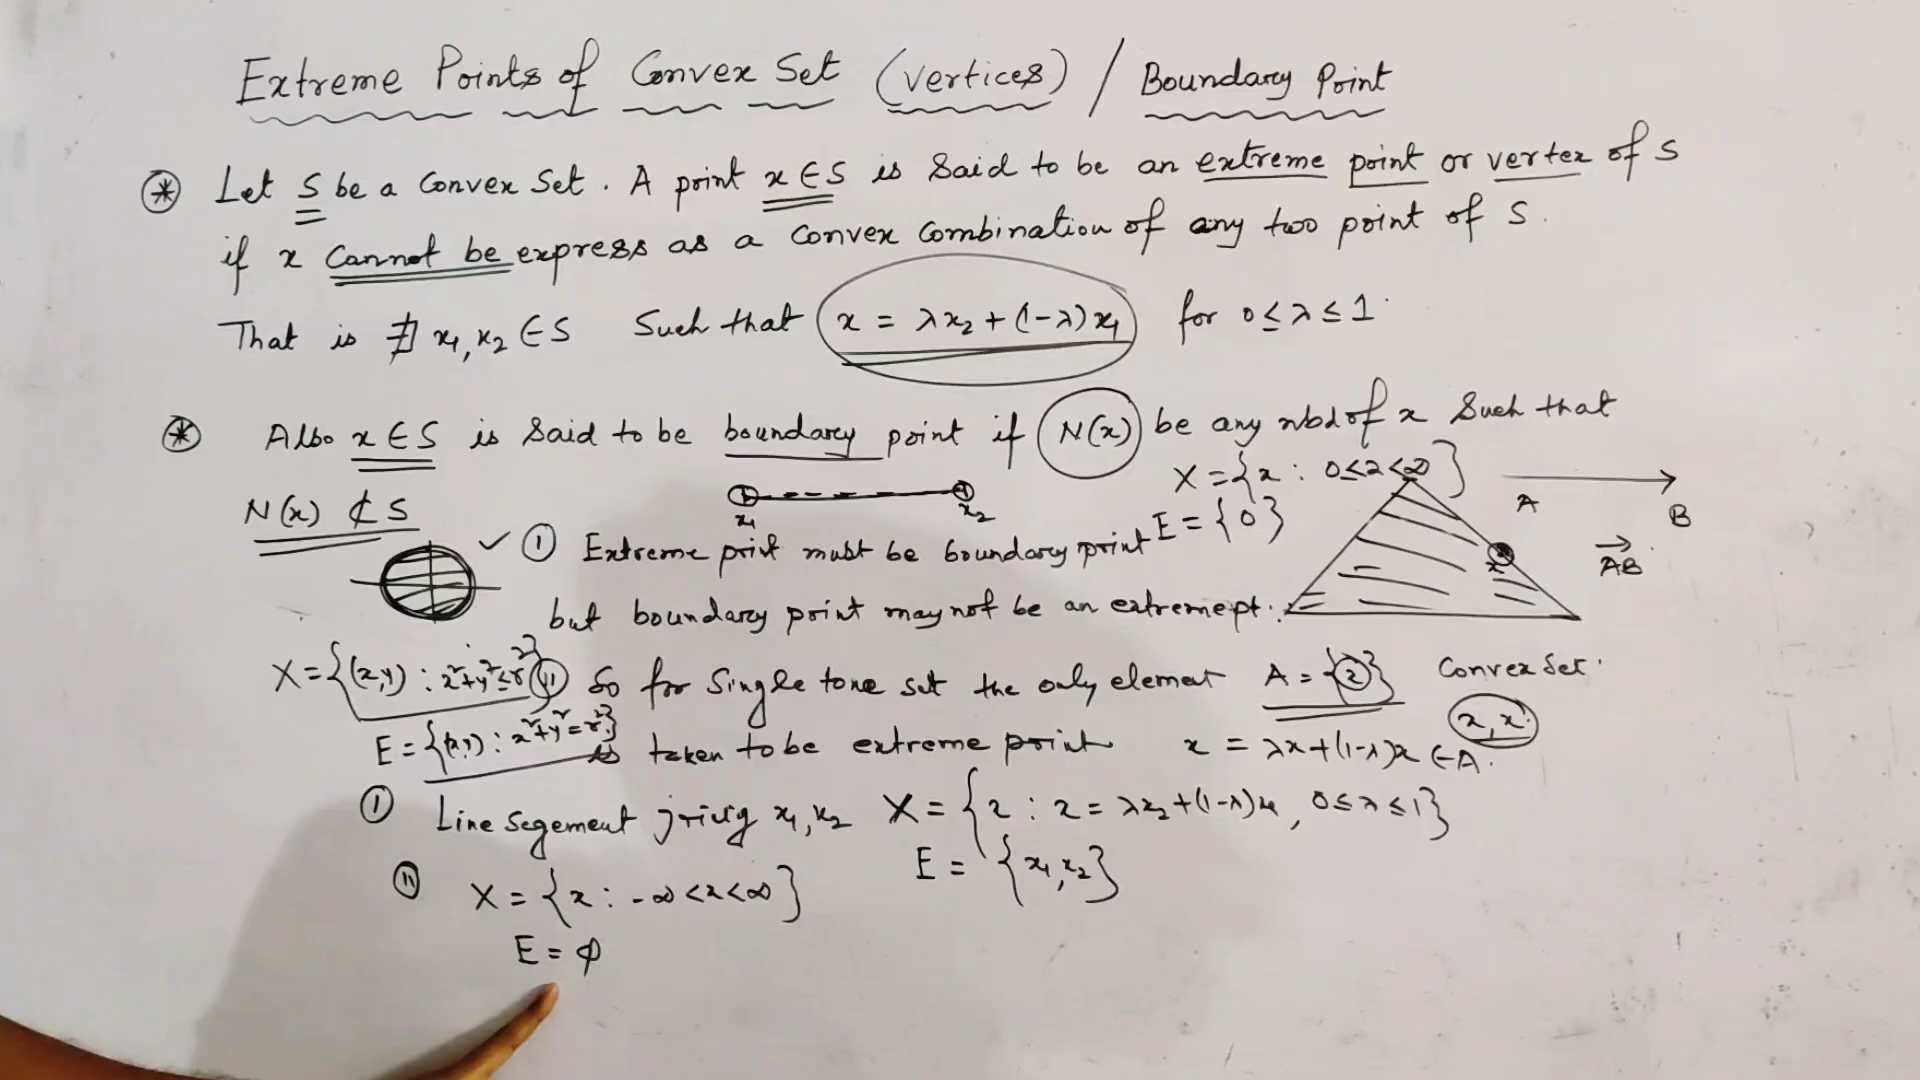 Extreme Points of Convex Set (vertices) / Boundary Point
⊛ Let S be a Convex Set. A point x ∈ S is said to be an extreme point or vertex of S
if x cannot be express as a convex combination of any two point of S.
That is ∄ x₁, x₂ ∈ S Such that x = λx₂ + (1-λ)x₁ for 0 ≤ λ ≤ 1.
⊛ Also x ∈ S is said to be boundary point if N(x) be any nbd of x such that
N(x) ⊄ S
x₁ x₂
X = {x : 0≤x<∞}
E = {0}
A B
AB
x
✓ ① Extreme point must be boundary point
but boundary point may not be an extreme pt.
X = {(x,y) : x²+y² ≤ r²}
E = {(x,y) : x²+y² = r²}
⑪ So for Single tone set the only element A = {2} Convex Set.
is taken to be extreme point x = λx + (1-λ)x ∈ A.
x, x
① Line segement joinig x₁, x₂ X = {x : x = λx₂ + (1-λ)x₁, 0 ≤ λ ≤ 1}
E = {x₁, x₂}
⑪ X = {x : -∞ < x < ∞}
E = φ